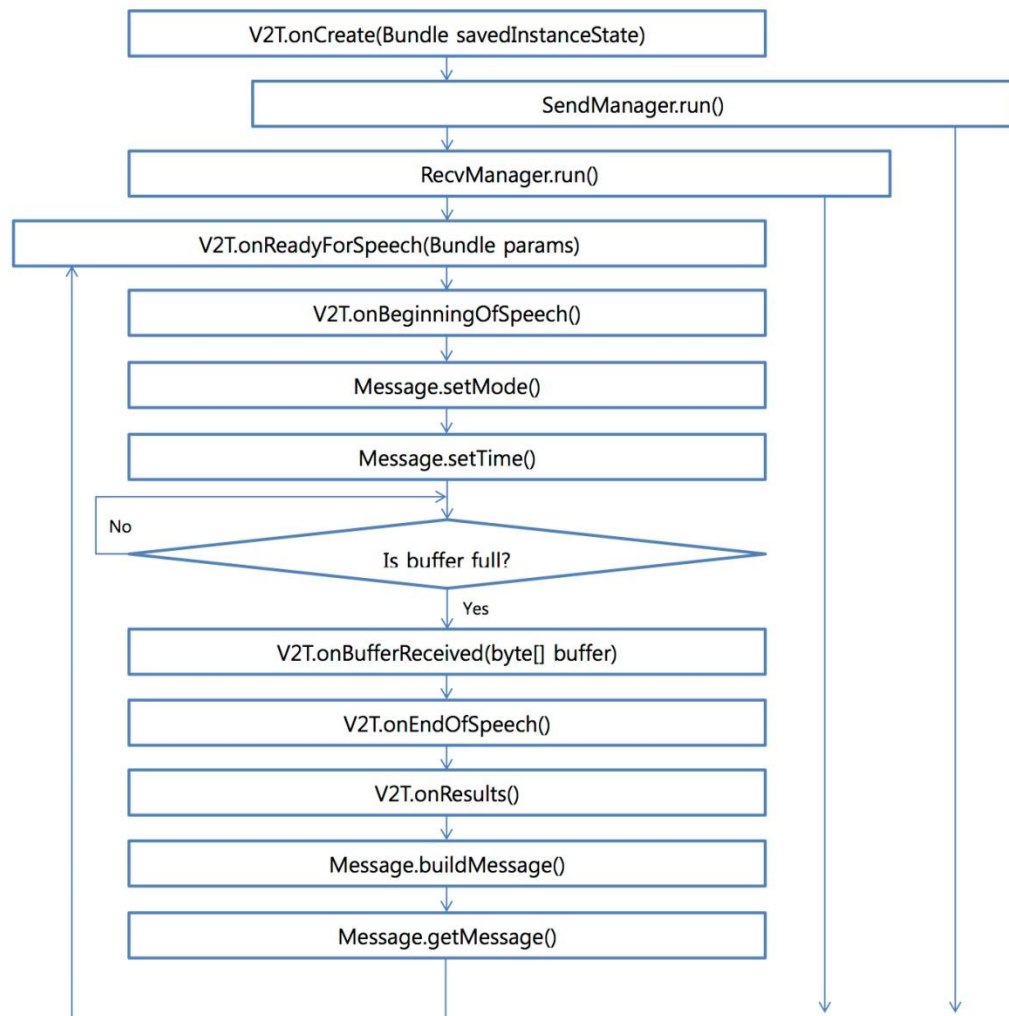 V2T.onCreate(Bundle savedInstanceState)
SendManager.run()
RecvManager.run()
V2T.onReadyForSpeech(Bundle params)
V2T.onBeginningOfSpeech()
Message.setMode()
Message.setTime()
No
Is buffer full?
Yes
V2T.onBufferReceived(byte[] buffer)
V2T.onEndOfSpeech()
V2T.onResults()
Message.buildMessage()
Message.getMessage()